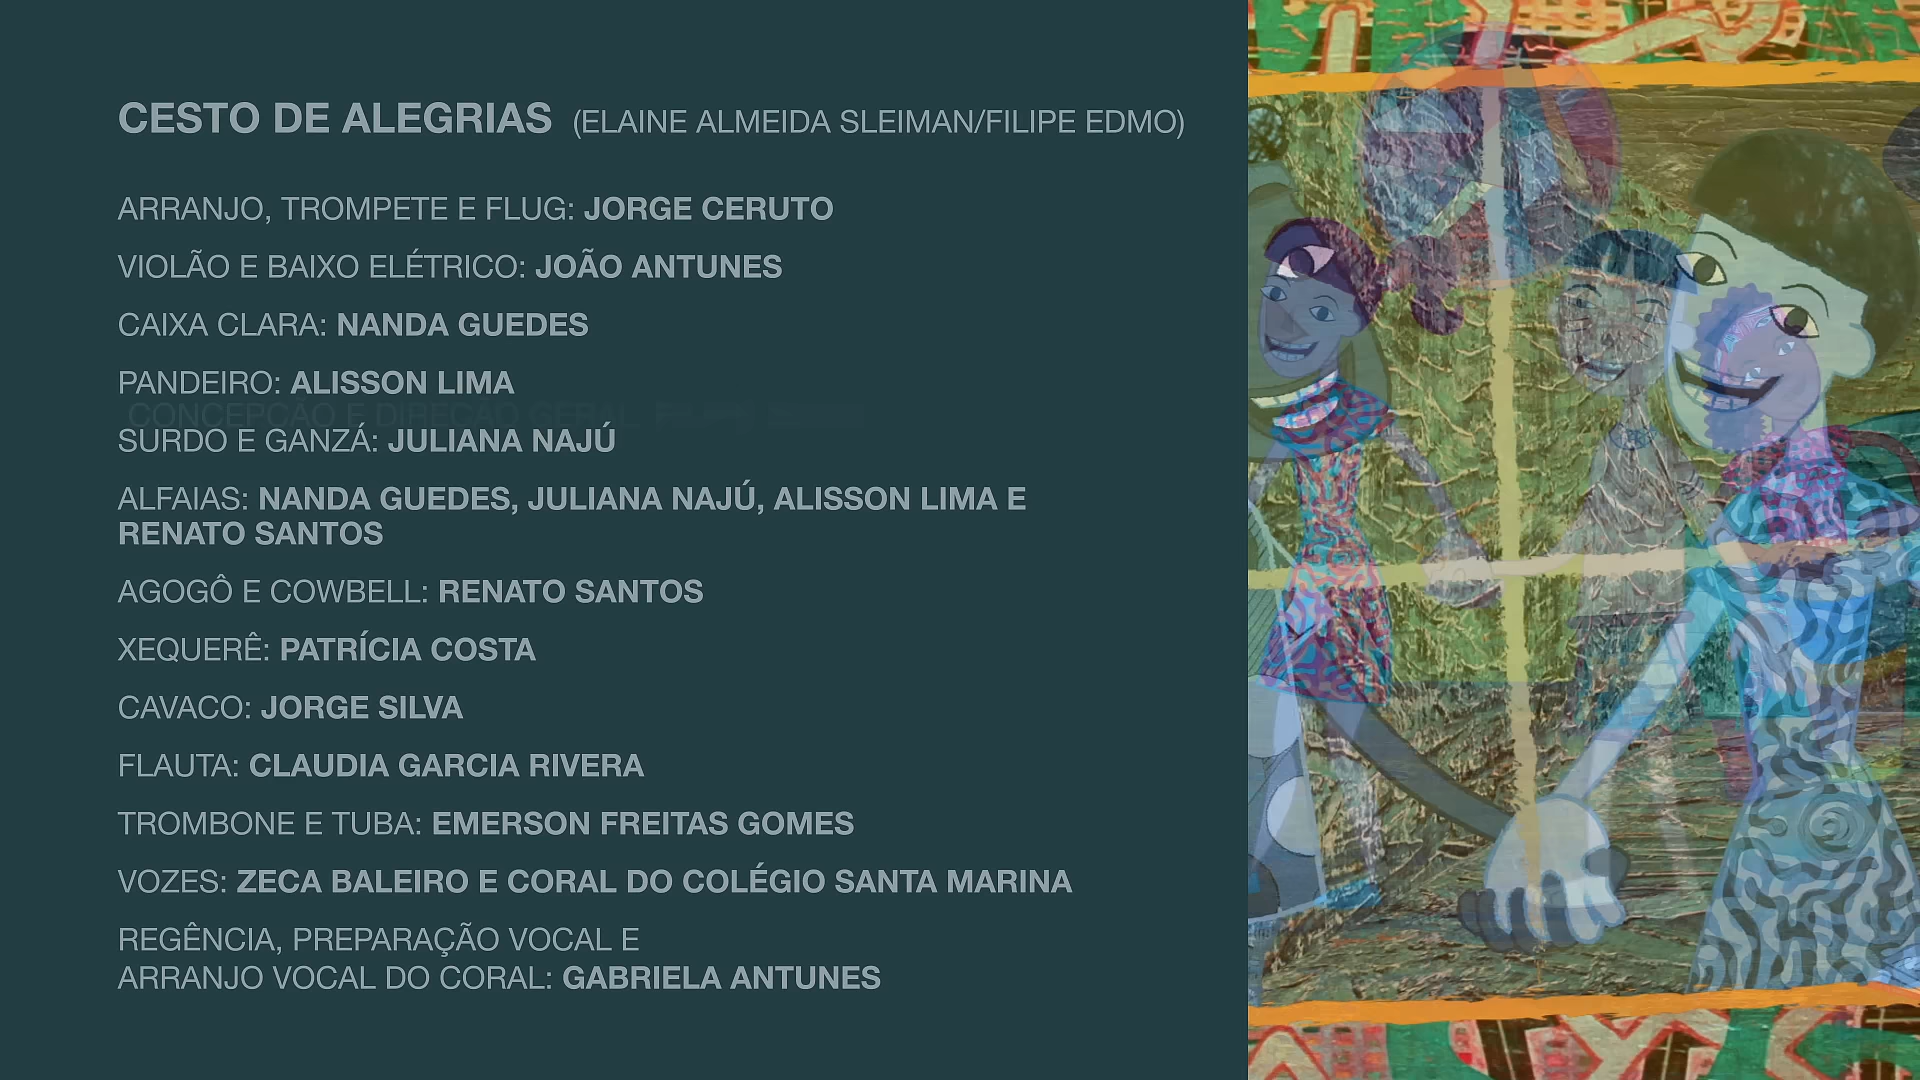 CESTO DE ALEGRIAS (ELAINE ALMEIDA SLEIMAN/FILIPE EDMO)
ARRANJO, TROMPETE E FLUG: JORGE CERUTO
VIOLÃO E BAIXO ELÉTRICO: JOÃO ANTUNES
CAIXA CLARA: NANDA GUEDES
PANDEIRO: ALISSON LIMA
CONCEPÇÃO E DIREÇÃO GERAL
SURDO E GANZÁ: JULIANA NAJÚ
ALFAIAS: NANDA GUEDES, JULIANA NAJÚ, ALISSON LIMA E
RENATO SANTOS
AGOGÔ E COWBELL: RENATO SANTOS
XEQUERÊ: PATRÍCIA COSTA
CAVACO: JORGE SILVA
FLAUTA: CLAUDIA GARCIA RIVERA
TROMBONE E TUBA: EMERSON FREITAS GOMES
VOZES: ZECA BALEIRO E CORAL DO COLÉGIO SANTA MARINA
REGÊNCIA, PREPARAÇÃO VOCAL E
ARRANJO VOCAL DO CORAL: GABRIELA ANTUNES